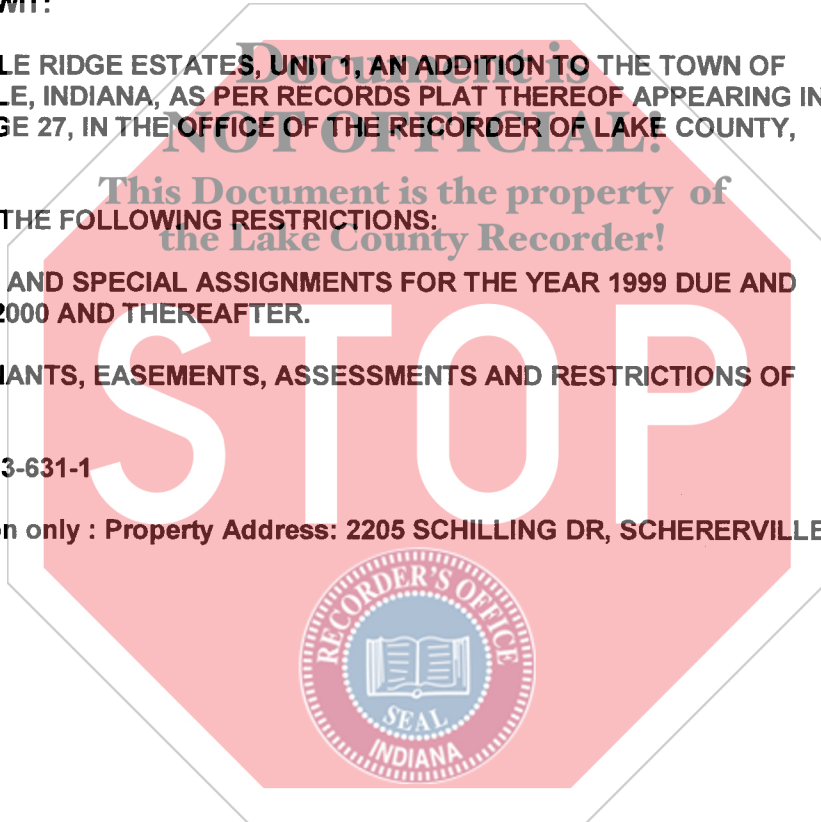 WIT:
LE RIDGE ESTATES, UNIT 1, AN ADDITION TO THE TOWN OF
Document is
LE, INDIANA, AS PER RECORDS PLAT THEREOF APPEARING IN
GE 27, IN THE OFFICE OF THE RECORDER OF LAKE COUNTY,
NOT OFFICIAL!
This Document is the property of
THE FOLLOWING RESTRICTIONS:
the Lake County Recorder!
AND SPECIAL ASSIGNMENTS FOR THE YEAR 1999 DUE AND
2000 AND THEREAFTER.
STOP
IANTS, EASEMENTS, ASSESSMENTS AND RESTRICTIONS OF
3-631-1
n only : Property Address: 2205 SCHILLING DR, SCHERERVILLE
RECORDER'S OFFICE
SEAL
INDIANA